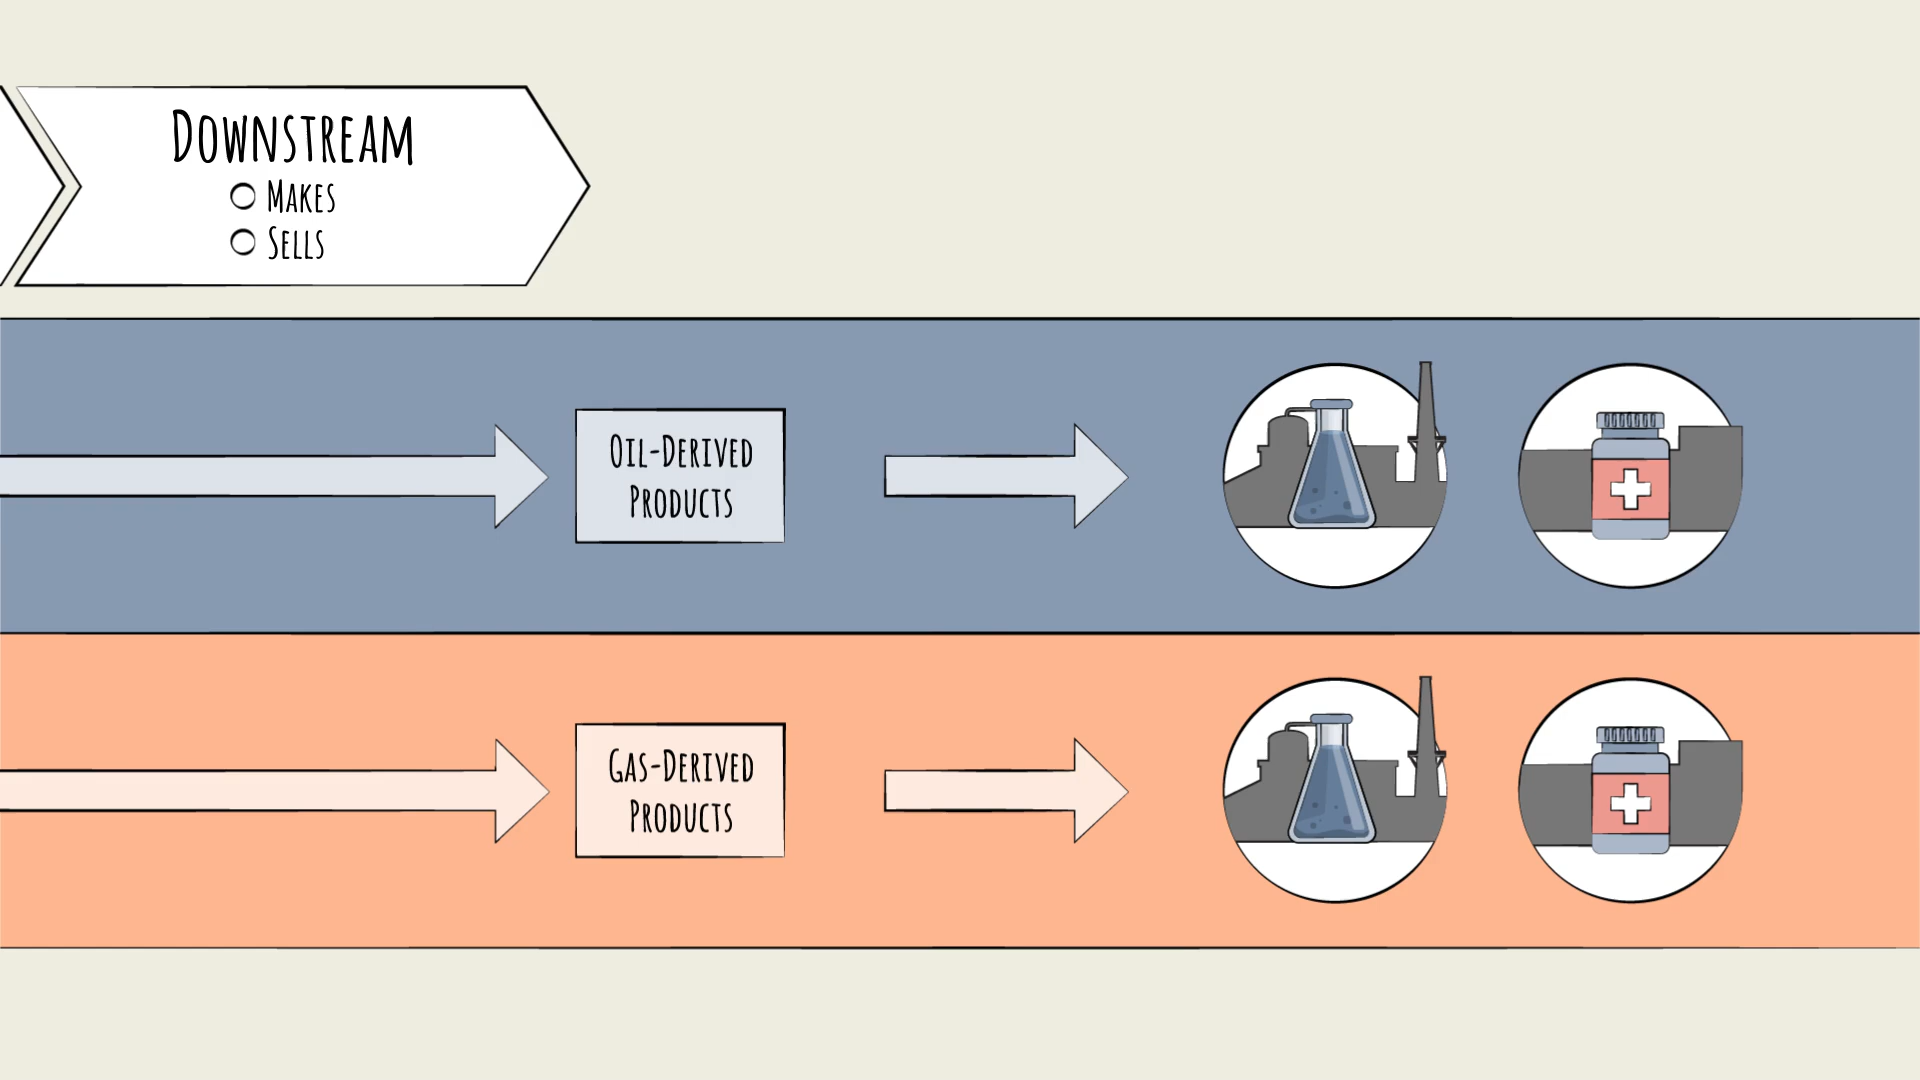 Downstream
Makes
Sells
Oil-Derived
Products
Gas-Derived
Products